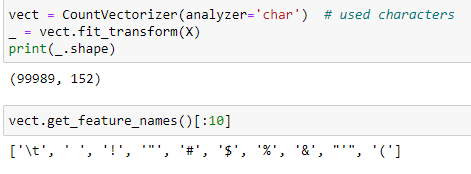 vect = CountVectorizer(analyzer='char')  # used characters
_ = vect.fit_transform(X)
print(_.shape)
(99989, 152)
vect.get_feature_names()[:10]
['\t', ' ', '!', '"', '#', '$', '%', '&', "'", '(']